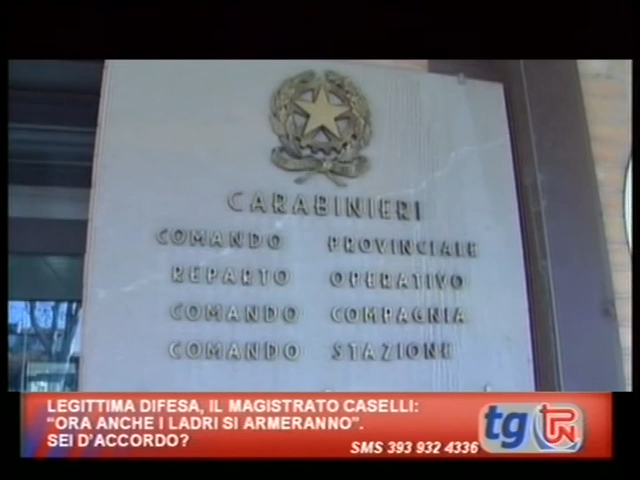 CARABINIERI
COMANDO PROVINCIALE
REPARTO OPERATIVO
COMANDO COMPAGNIA
COMANDO STAZIONE
LEGITTIMA DIFESA, IL MAGISTRATO CASELLI:
“ORA ANCHE I LADRI SI ARMERANNO”.
SEI D’ACCORDO?
SMS 393 932 4336
tg TPN